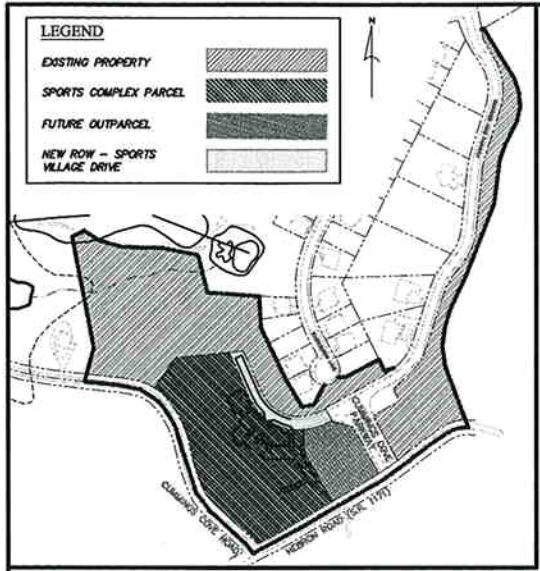 LEGEND
EXISTING PROPERTY
SPORTS COMPLEX PARCEL
FUTURE OUTPARCEL
NEW ROW - SPORTS
VILLAGE DRIVE
N
CUMMINGS COVE
PARKWAY
CUMMINGS COVE ROAD
HEBRON ROAD (S.R. 1171)